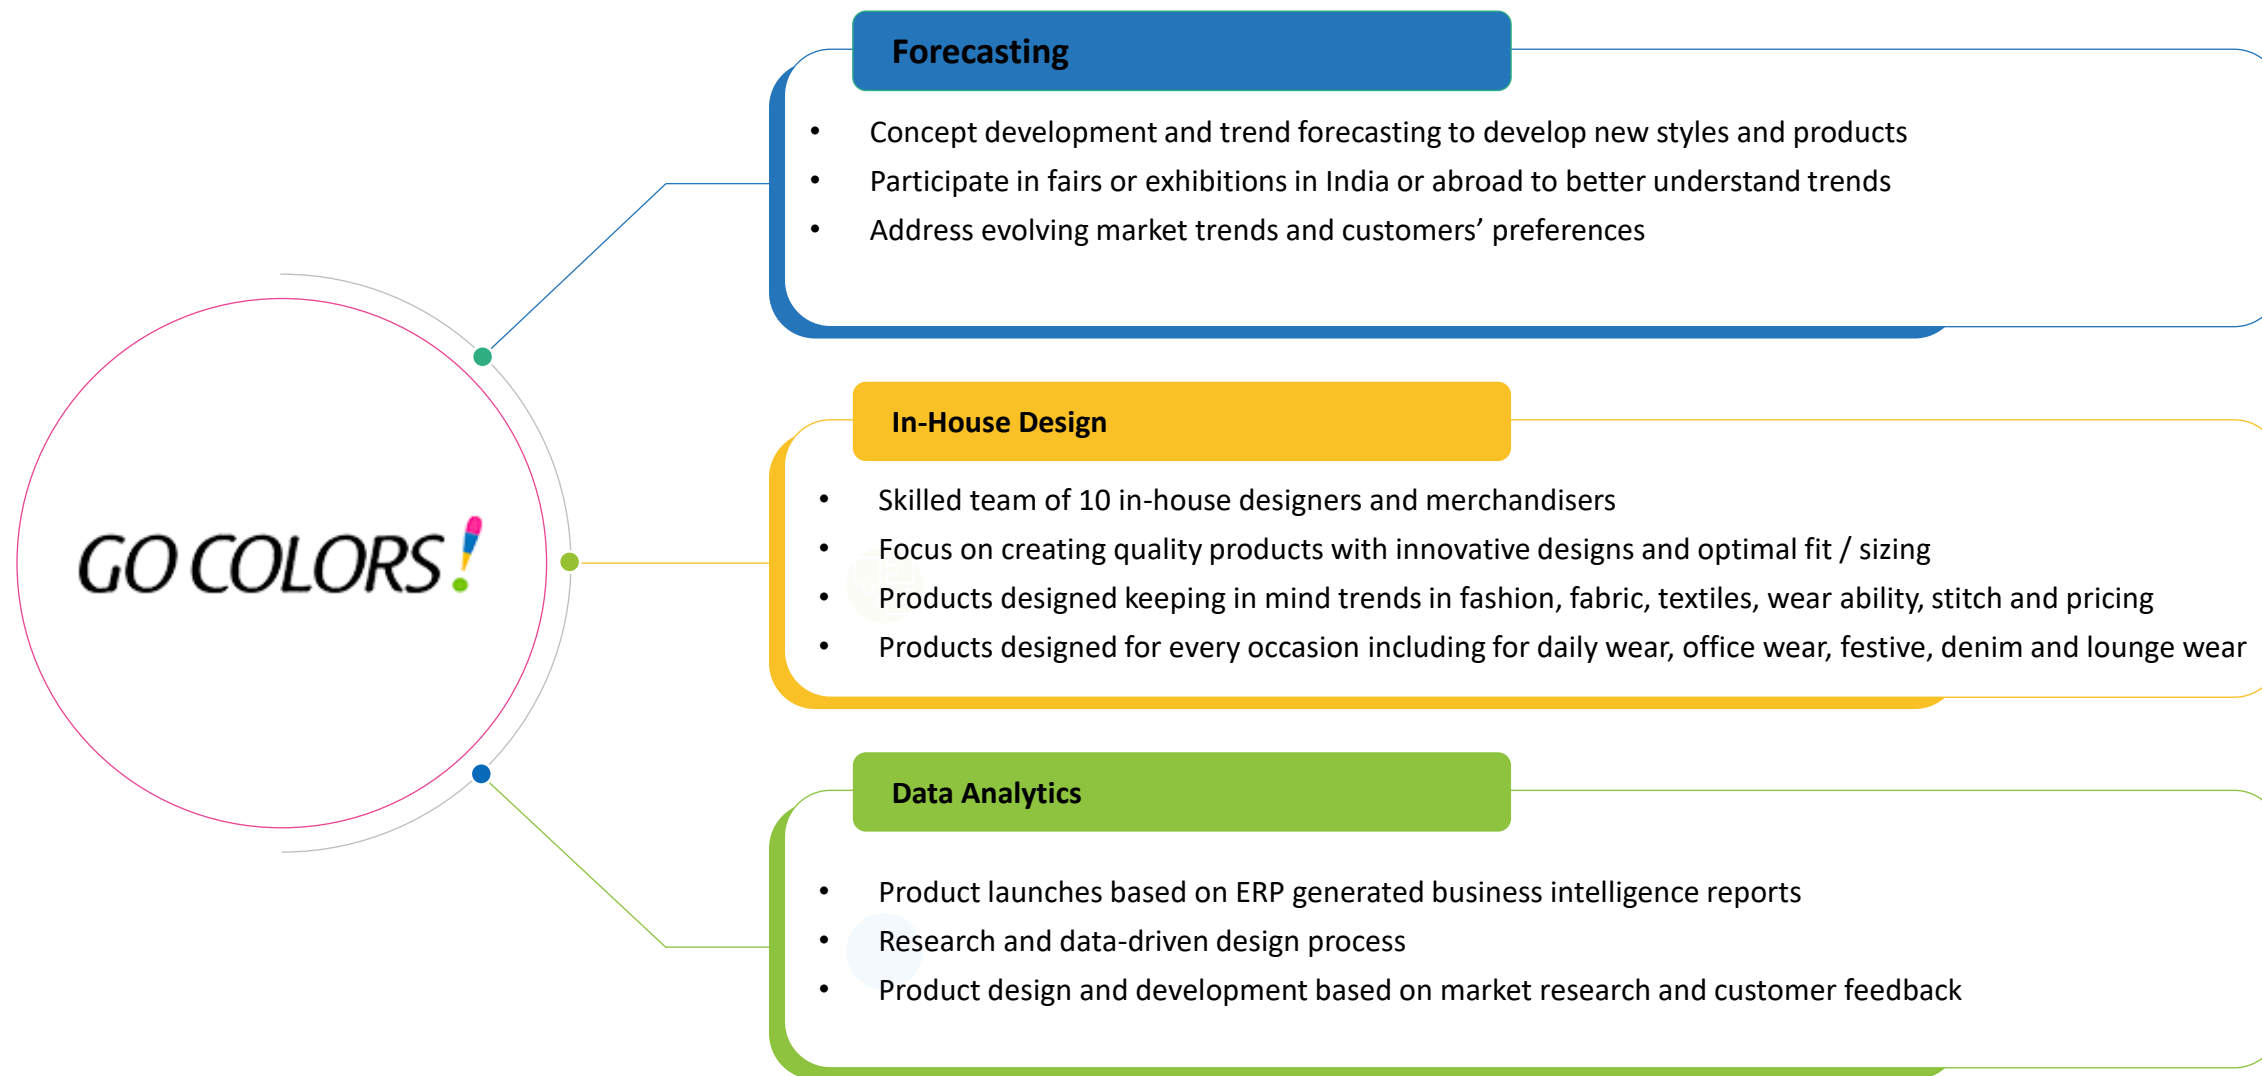 GO COLORS!
Forecasting
• Concept development and trend forecasting to develop new styles and products
• Participate in fairs or exhibitions in India or abroad to better understand trends
• Address evolving market trends and customers’ preferences
In-House Design
• Skilled team of 10 in-house designers and merchandisers
• Focus on creating quality products with innovative designs and optimal fit / sizing
• Products designed keeping in mind trends in fashion, fabric, textiles, wear ability, stitch and pricing
• Products designed for every occasion including for daily wear, office wear, festive, denim and lounge wear
Data Analytics
• Product launches based on ERP generated business intelligence reports
• Research and data-driven design process
• Product design and development based on market research and customer feedback